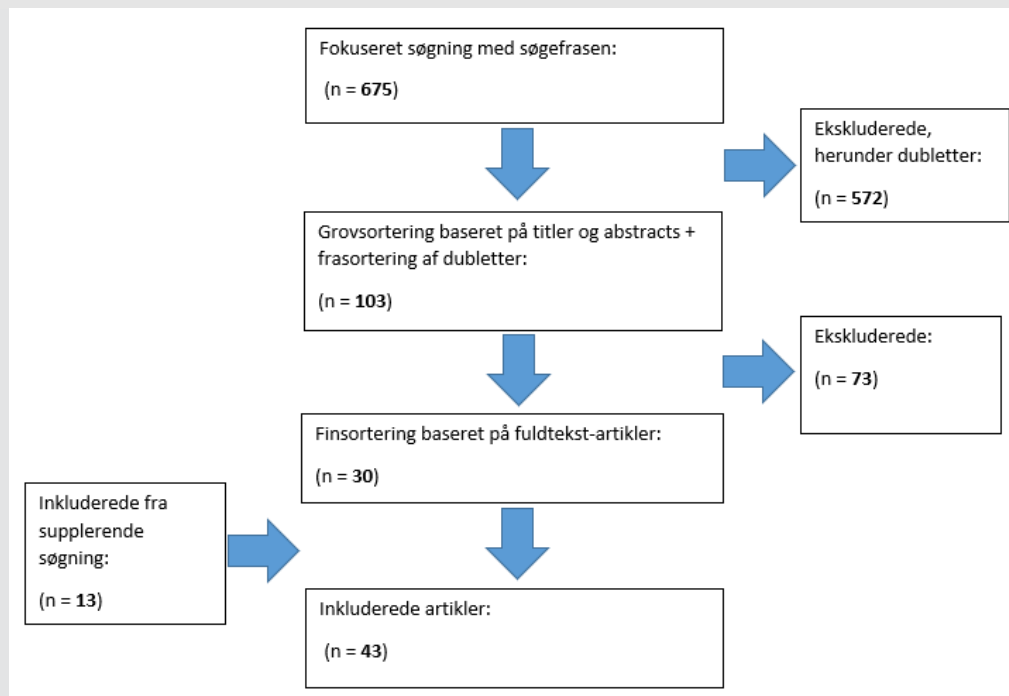 Fokuseret søgning med søgefrasen:
(n = 675)
Ekskluderede,
herunder dubletter:
(n = 572)
Grovsortering baseret på titler og abstracts +
frasortering af dubletter:
(n = 103)
Ekskluderede:
(n = 73)
Finsortering baseret på fuldtekst-artikler:
(n = 30)
Inkluderede fra
supplerende
søgning:
(n = 13)
Inkluderede artikler:
(n = 43)